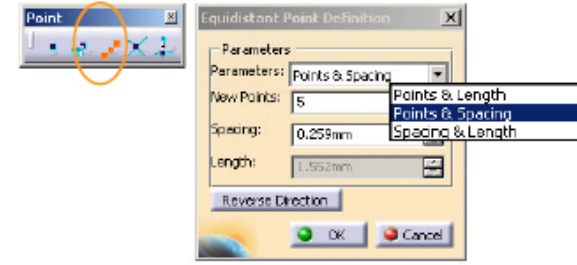 Point
Equidistant Point Definition
Parameters
Parameters: Points & Spacing
Points & Length
Points & Spacing
Spacing & Length
New Points: 5
Spacing: 0.259mm
Length: 1.552mm
Reverse Direction
OK Cancel